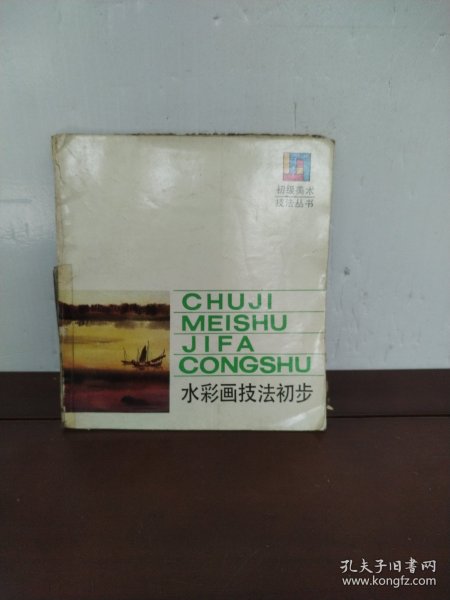 初级美术
技法丛书
CHUJI
MEISHU
JIFA
CONGSHU
水彩画技法初步
孔夫子旧书网
www.kongfz.com